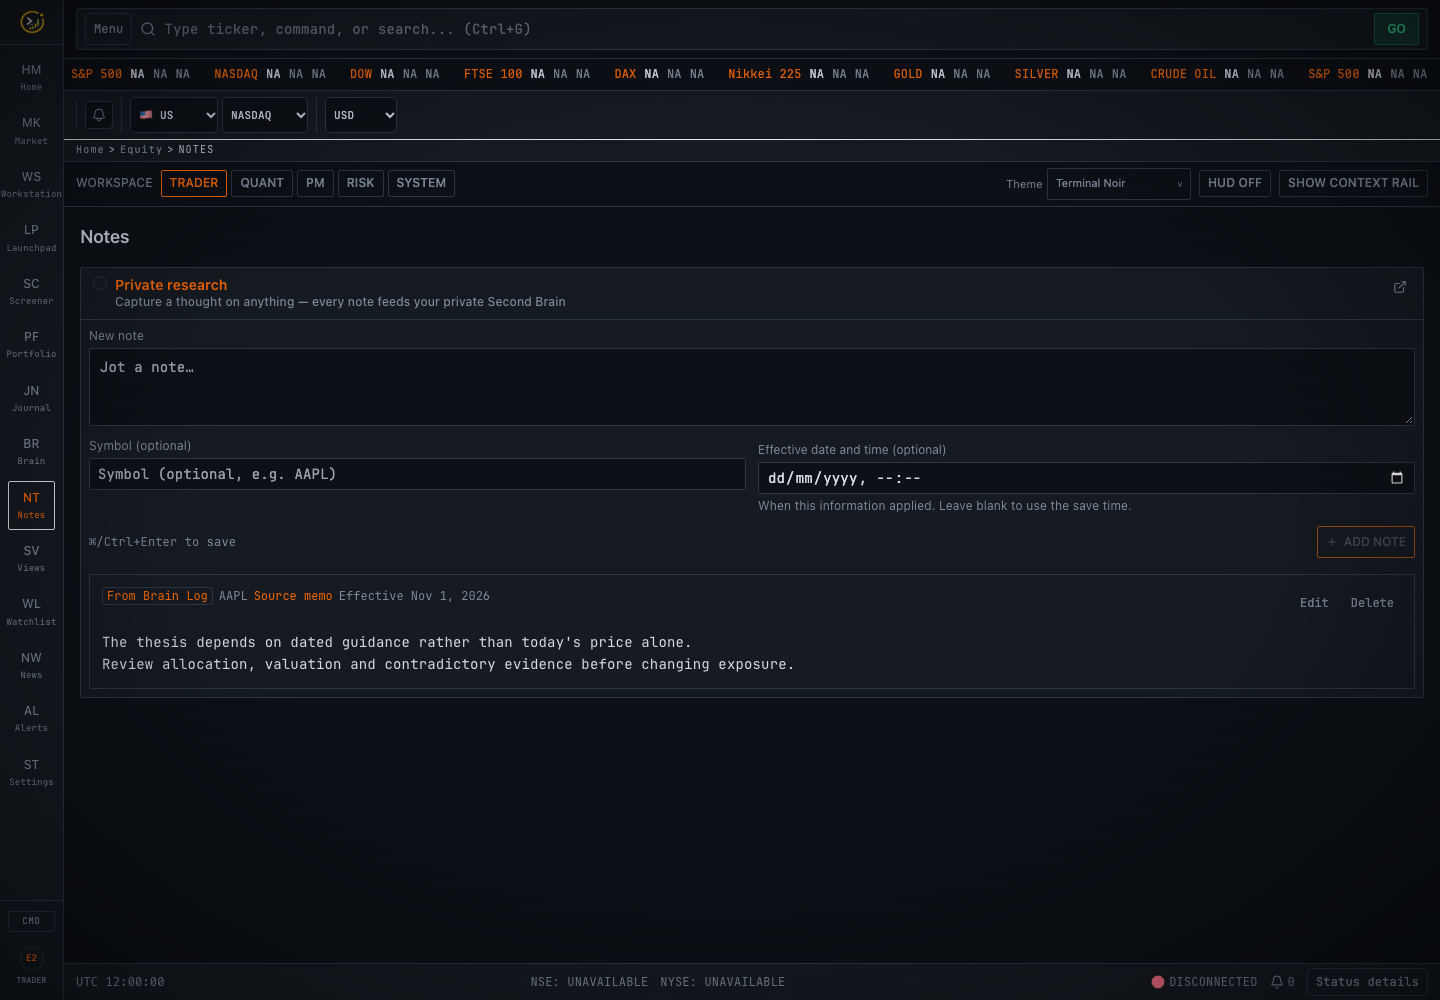 Menu Type ticker, command, or search... (Ctrl+G) GO
S&P 500 NA NA NA NASDAQ NA NA NA DOW NA NA NA FTSE 100 NA NA NA DAX NA NA NA Nikkei 225 NA NA NA GOLD NA NA NA SILVER NA NA NA CRUDE OIL NA NA NA S&P 500 NA NA NA
US NASDAQ USD
Home > Equity > NOTES
WORKSPACE TRADER QUANT PM RISK SYSTEM Theme Terminal Noir v HUD OFF SHOW CONTEXT RAIL
HM
Home
MK
Market
WS
Workstation
LP
Launchpad
SC
Screener
PF
Portfolio
JN
Journal
BR
Brain
NT
Notes
SV
Views
WL
Watchlist
NW
News
AL
Alerts
ST
Settings
CMD
E2
TRADER
Notes
Private research
Capture a thought on anything — every note feeds your private Second Brain
New note
Jot a note…
Symbol (optional)
Symbol (optional, e.g. AAPL)
Effective date and time (optional)
dd/mm/yyyy, --:--
When this information applied. Leave blank to use the save time.
⌘/Ctrl+Enter to save
+ ADD NOTE
From Brain Log AAPL Source memo Effective Nov 1, 2026
Edit Delete
The thesis depends on dated guidance rather than today's price alone.
Review allocation, valuation and contradictory evidence before changing exposure.
UTC 12:00:00 NSE: UNAVAILABLE NYSE: UNAVAILABLE DISCONNECTED 0 Status details